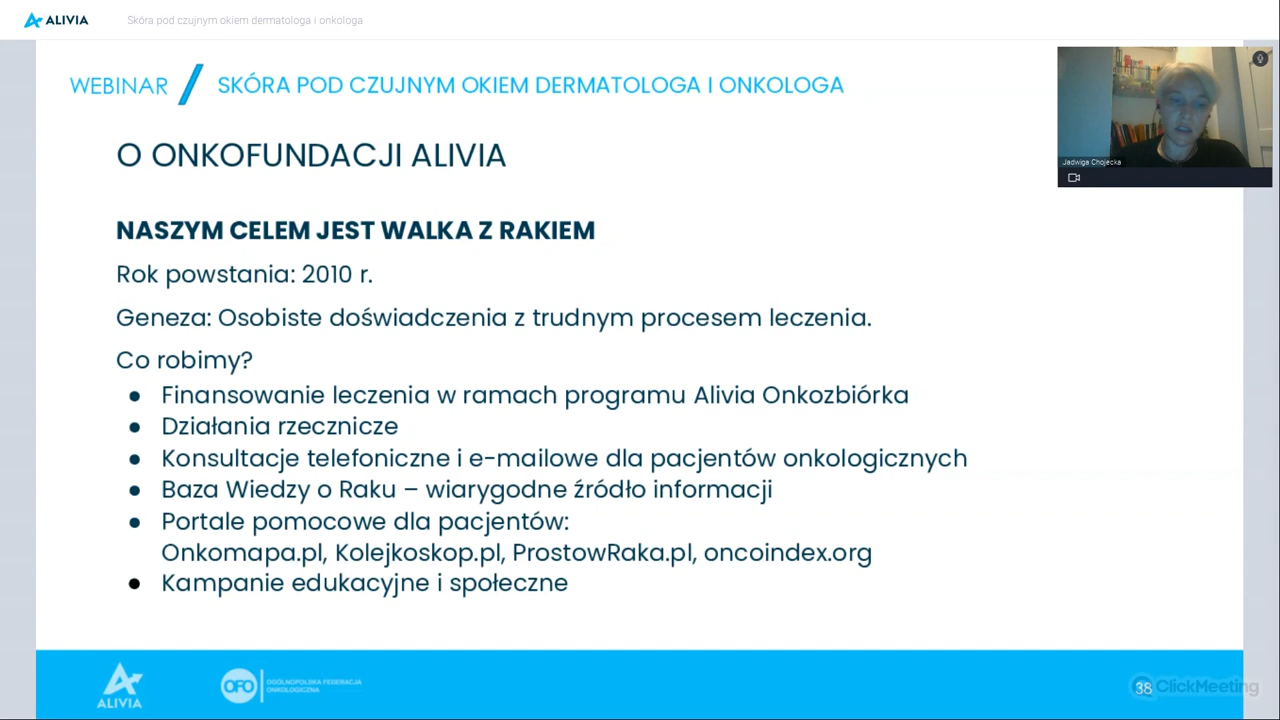 ALIVIA
Skóra pod czujnym okiem dermatologa i onkologa
WEBINAR / SKÓRA POD CZUJNYM OKIEM DERMATOLOGA I ONKOLOGA
Jadwiga Chojecka
O ONKOFUNDACJI ALIVIA
NASZYM CELEM JEST WALKA Z RAKIEM
Rok powstania: 2010 r.
Geneza: Osobiste doświadczenia z trudnym procesem leczenia.
Co robimy?
● Finansowanie leczenia w ramach programu Alivia Onkozbiórka
● Działania rzecznicze
● Konsultacje telefoniczne i e-mailowe dla pacjentów onkologicznych
● Baza Wiedzy o Raku – wiarygodne źródło informacji
● Portale pomocowe dla pacjentów:
Onkomapa.pl, Kolejkoskop.pl, ProstowRaka.pl, oncoindex.org
● Kampanie edukacyjne i społeczne
ALIVIA
OFO
OGÓLNOPOLSKA FEDERACJA
ONKOLOGICZNA
38
ClickMeeting